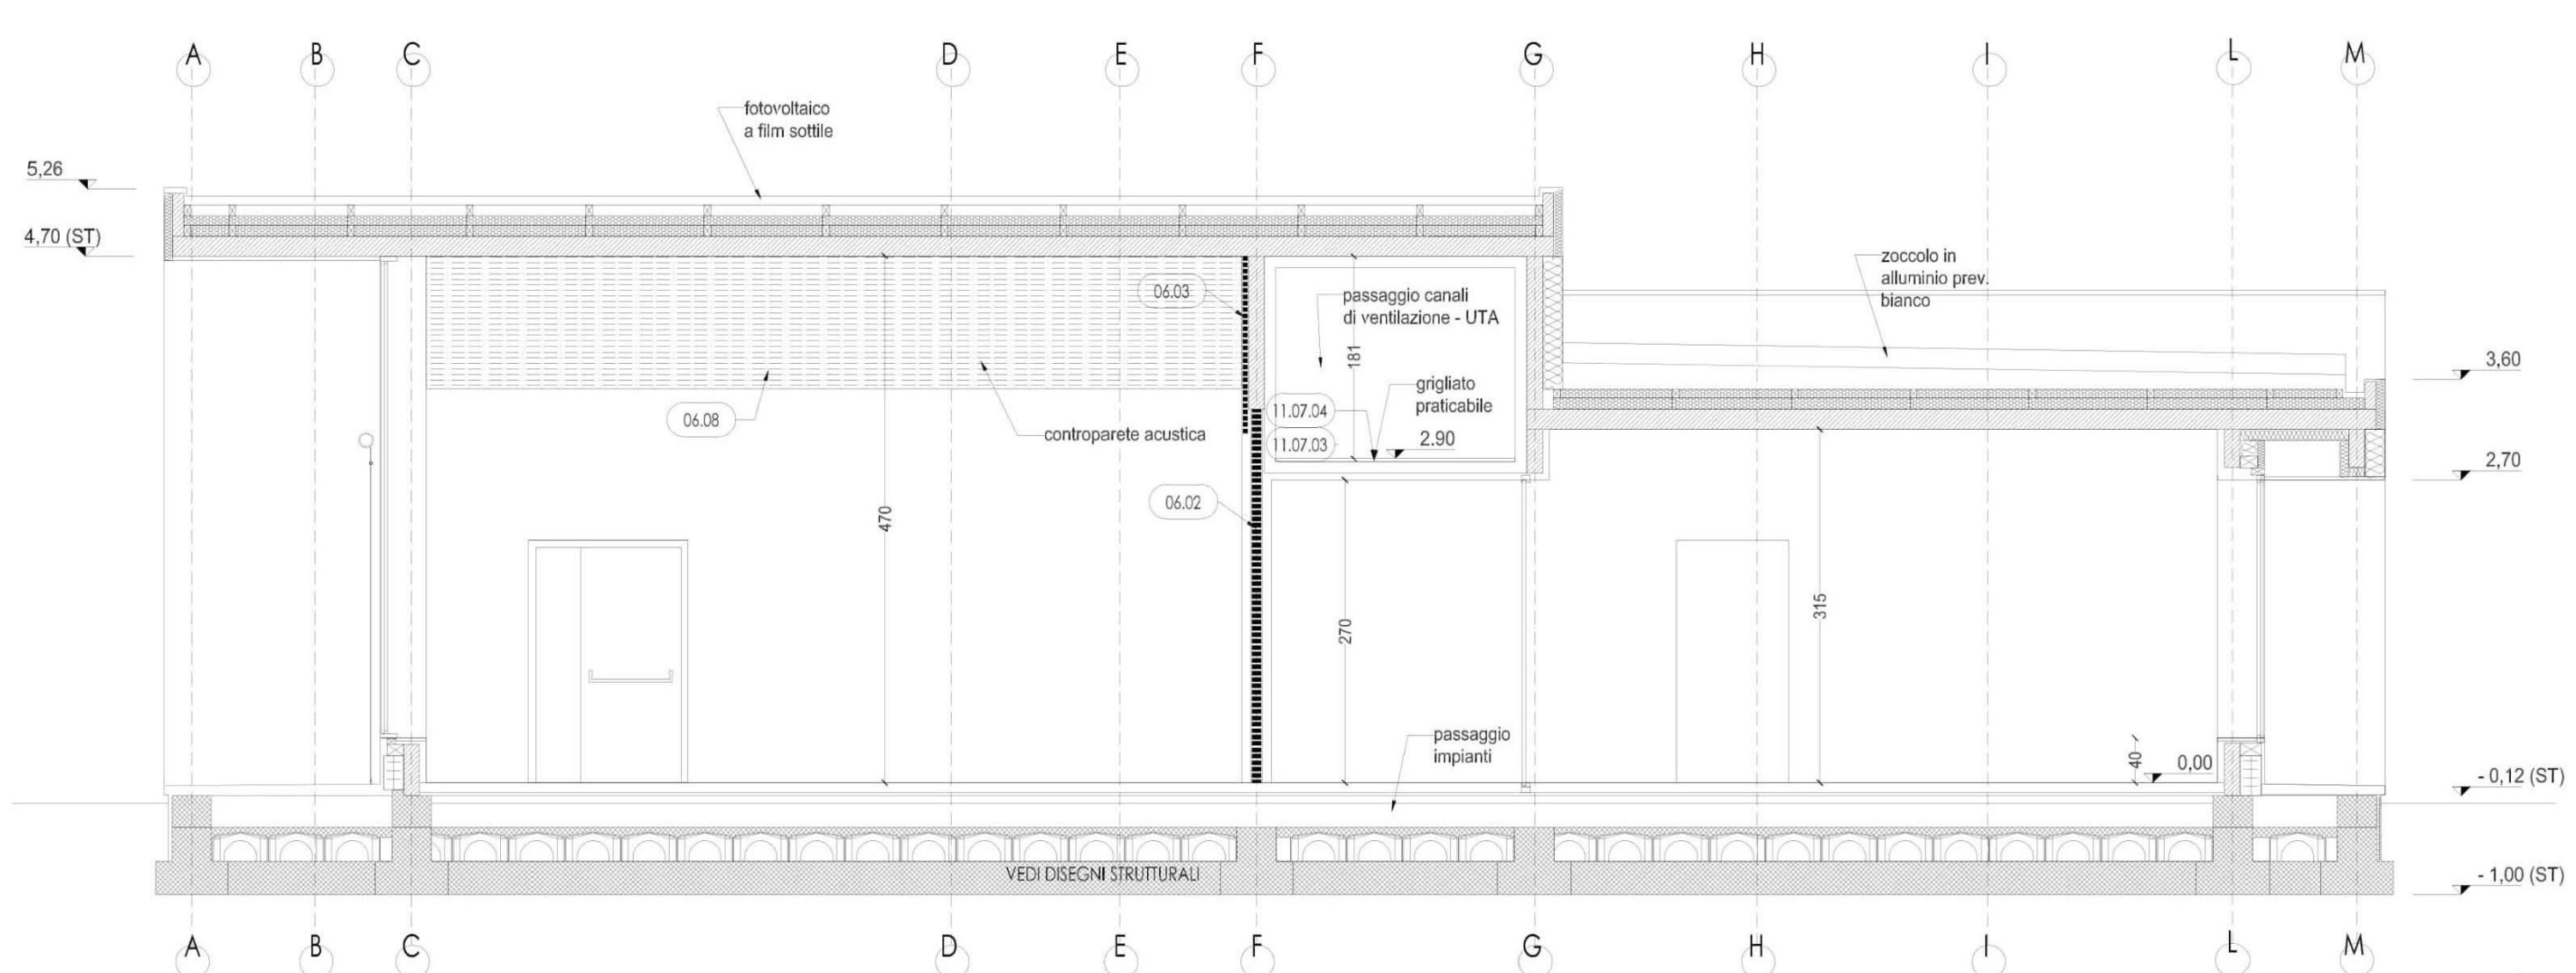 A B C D E F G H I L M
fotovoltaico
a film sottile
5,26
4,70 (ST)
zoccolo in
alluminio prev.
bianco
06.03
passaggio canali
di ventilazione - UTA
181
3,60
grigliato
praticabile
11.07.04
06.08
controparete acustica
11.07.03
2.90
2,70
06.02
470
270
315
passaggio
impianti
40
0,00
- 0,12 (ST)
VEDI DISEGNI STRUTTURALI
- 1,00 (ST)
A B C D E F G H I L M